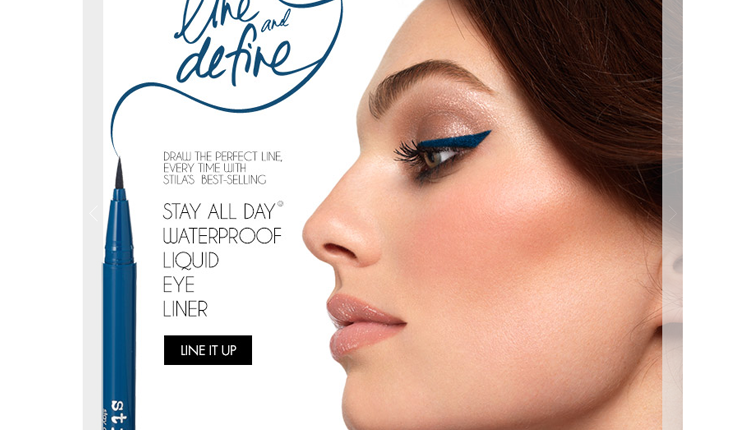 line and
define
DRAW THE PERFECT LINE,
EVERY TIME WITH
STILA'S BEST-SELLING
STAY ALL DAY®
WATERPROOF
LIQUID
EYE
LINER
LINE IT UP